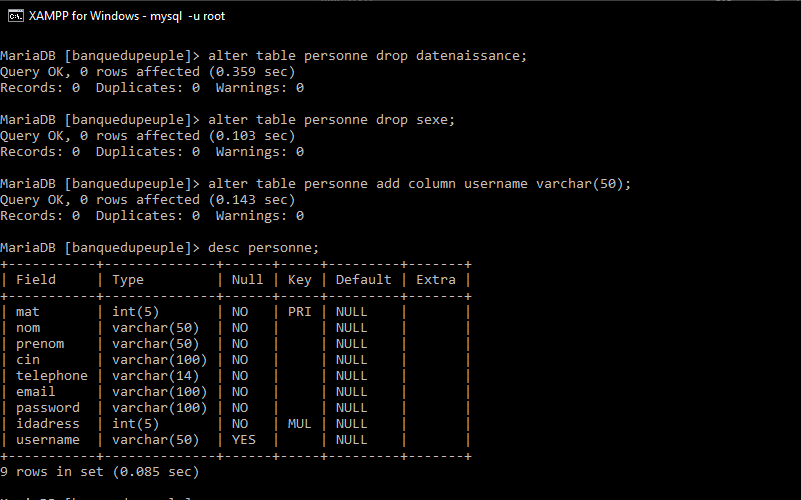 XAMPP for Windows - mysql  -u root
MariaDB [banquedupeuple]> alter table personne drop datenaissance;
Query OK, 0 rows affected (0.359 sec)
Records: 0  Duplicates: 0  Warnings: 0
MariaDB [banquedupeuple]> alter table personne drop sexe;
Query OK, 0 rows affected (0.103 sec)
Records: 0  Duplicates: 0  Warnings: 0
MariaDB [banquedupeuple]> alter table personne add column username varchar(50);
Query OK, 0 rows affected (0.143 sec)
Records: 0  Duplicates: 0  Warnings: 0
MariaDB [banquedupeuple]> desc personne;
+-----------+--------------+------+-----+---------+-------+
| Field     | Type         | Null | Key | Default | Extra |
+-----------+--------------+------+-----+---------+-------+
| mat       | int(5)       | NO   | PRI | NULL    |       |
| nom       | varchar(50)  | NO   |     | NULL    |       |
| prenom    | varchar(50)  | NO   |     | NULL    |       |
| cin       | varchar(100) | NO   |     | NULL    |       |
| telephone | varchar(14)  | NO   |     | NULL    |       |
| email     | varchar(100) | NO   |     | NULL    |       |
| password  | varchar(100) | NO   |     | NULL    |       |
| idadress  | int(5)       | NO   | MUL | NULL    |       |
| username  | varchar(50)  | YES  |     | NULL    |       |
+-----------+--------------+------+-----+---------+-------+
9 rows in set (0.085 sec)